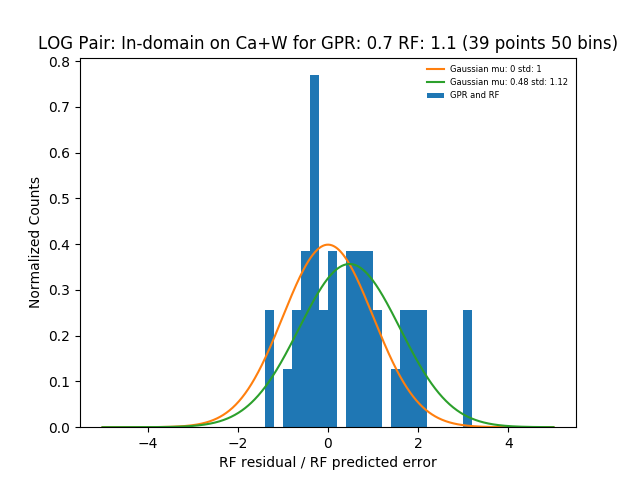 LOG Pair: In-domain on Ca+W for GPR: 0.7 RF: 1.1 (39 points 50 bins)
Gaussian mu: 0 std: 1
Gaussian mu: 0.48 std: 1.12
GPR and RF
Normalized Counts
0.8
0.7
0.6
0.5
0.4
0.3
0.2
0.1
0.0
−4 −2 0 2 4
RF residual / RF predicted error